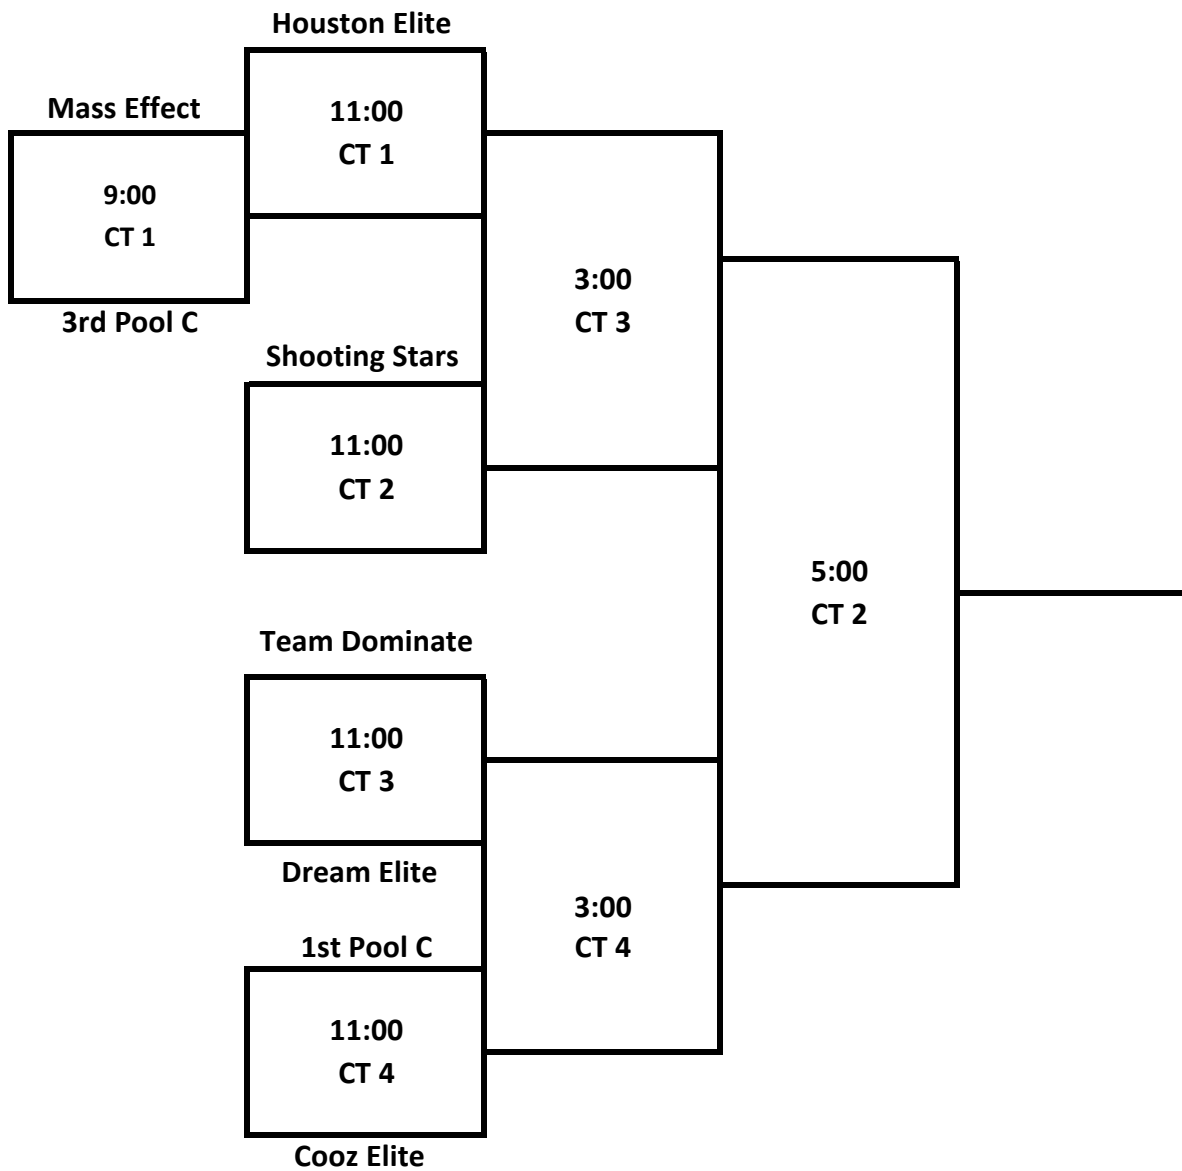 Houston Elite
Mass Effect
11:00
CT 1
9:00
CT 1
3:00
CT 3
3rd Pool C
Shooting Stars
11:00
CT 2
5:00
CT 2
Team Dominate
11:00
CT 3
Dream Elite
3:00
CT 4
1st Pool C
11:00
CT 4
Cooz Elite